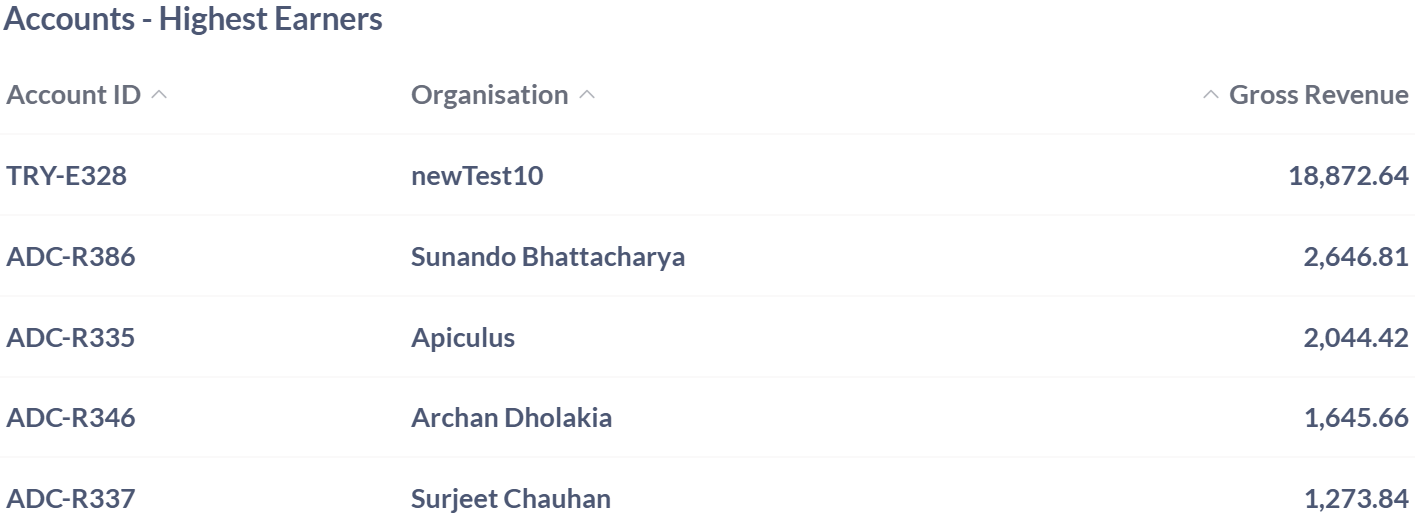 Accounts - Highest Earners
Account ID Organisation Gross Revenue
TRY-E328 newTest10 18,872.64
ADC-R386 Sunando Bhattacharya 2,646.81
ADC-R335 Apiculus 2,044.42
ADC-R346 Archan Dholakia 1,645.66
ADC-R337 Surjeet Chauhan 1,273.84